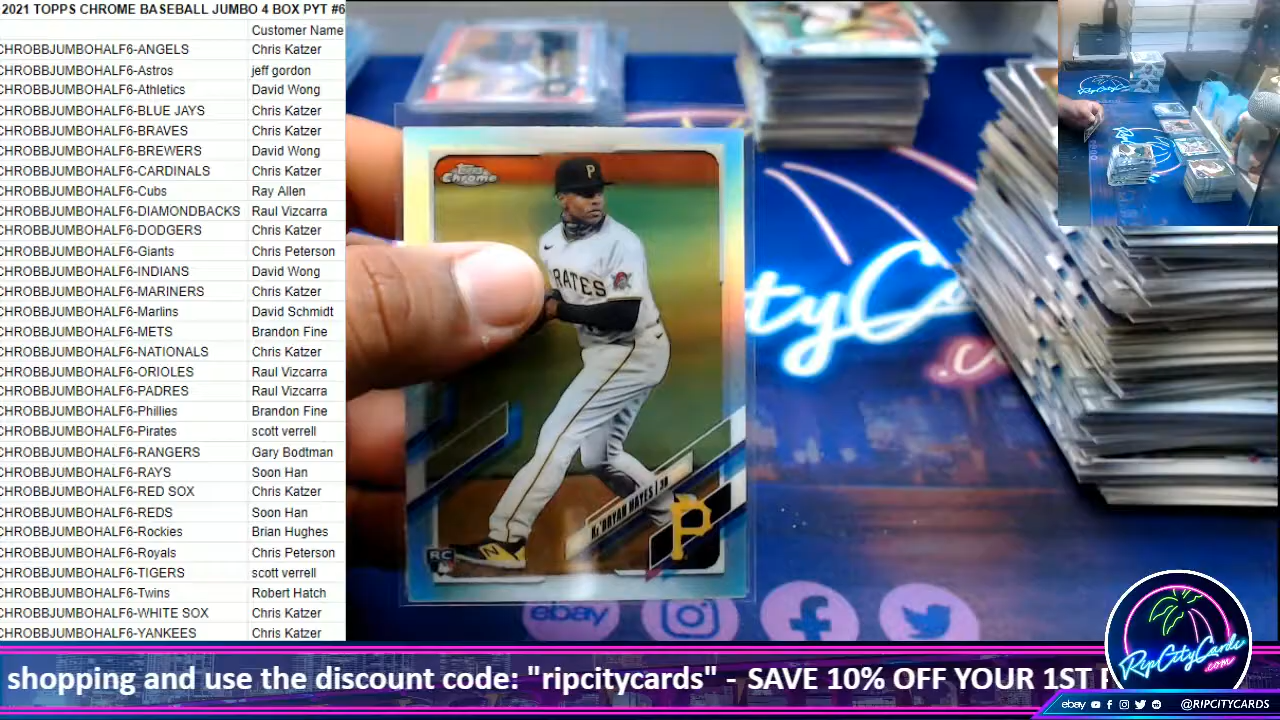 2021 TOPPS CHROME BASEBALL JUMBO 4 BOX PYT #6
Customer Name
CHROBBJUMBOHALF6-ANGELS Chris Katzer
CHROBBJUMBOHALF6-Astros jeff gordon
CHROBBJUMBOHALF6-Athletics David Wong
CHROBBJUMBOHALF6-BLUE JAYS Chris Katzer
CHROBBJUMBOHALF6-BRAVES Chris Katzer
CHROBBJUMBOHALF6-BREWERS David Wong
CHROBBJUMBOHALF6-CARDINALS Chris Katzer
CHROBBJUMBOHALF6-Cubs Ray Allen
CHROBBJUMBOHALF6-DIAMONDBACKS Raul Vizcarra
CHROBBJUMBOHALF6-DODGERS Chris Katzer
CHROBBJUMBOHALF6-Giants Chris Peterson
CHROBBJUMBOHALF6-INDIANS David Wong
CHROBBJUMBOHALF6-MARINERS Chris Katzer
CHROBBJUMBOHALF6-Marlins David Schmidt
CHROBBJUMBOHALF6-METS Brandon Fine
CHROBBJUMBOHALF6-NATIONALS Chris Katzer
CHROBBJUMBOHALF6-ORIOLES Raul Vizcarra
CHROBBJUMBOHALF6-PADRES Raul Vizcarra
CHROBBJUMBOHALF6-Phillies Brandon Fine
CHROBBJUMBOHALF6-Pirates scott verrell
CHROBBJUMBOHALF6-RANGERS Gary Bodtman
CHROBBJUMBOHALF6-RAYS Soon Han
CHROBBJUMBOHALF6-RED SOX Chris Katzer
CHROBBJUMBOHALF6-REDS Soon Han
CHROBBJUMBOHALF6-Rockies Brian Hughes
CHROBBJUMBOHALF6-Royals Chris Peterson
CHROBBJUMBOHALF6-TIGERS scott verrell
CHROBBJUMBOHALF6-Twins Robert Hatch
CHROBBJUMBOHALF6-WHITE SOX Chris Katzer
CHROBBJUMBOHALF6-YANKEES Chris Katzer
Topps Chrome
P
RATES
KE'BRYAN HAYES | 3B
P
RC
tyC
.c
ebay
RipCityCards
.com
shopping and use the discount code: "ripcitycards" - SAVE 10% OFF YOUR 1ST
ebay @RIPCITYCARDS